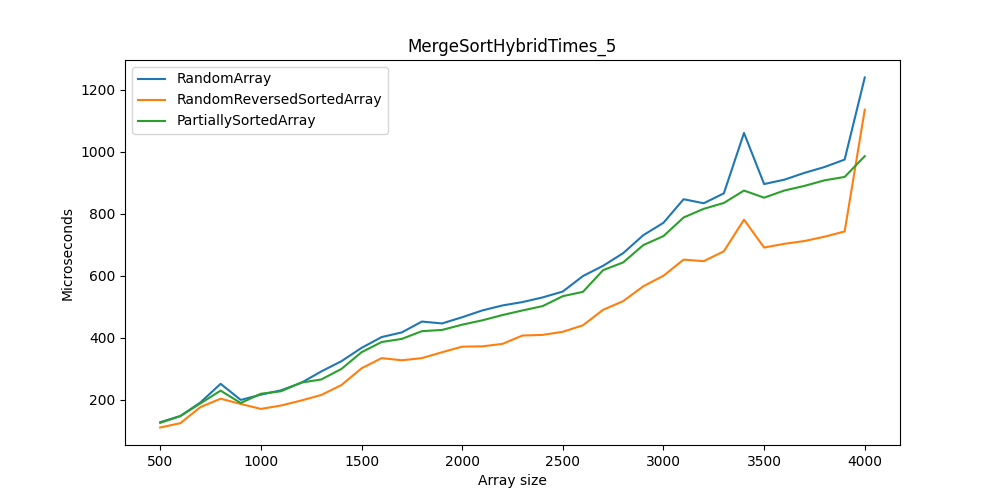 MergeSortHybridTimes_5
RandomArray
RandomReversedSortedArray
PartiallySortedArray
1200
1000
800
600
400
200
Microseconds
500 1000 1500 2000 2500 3000 3500 4000
Array size